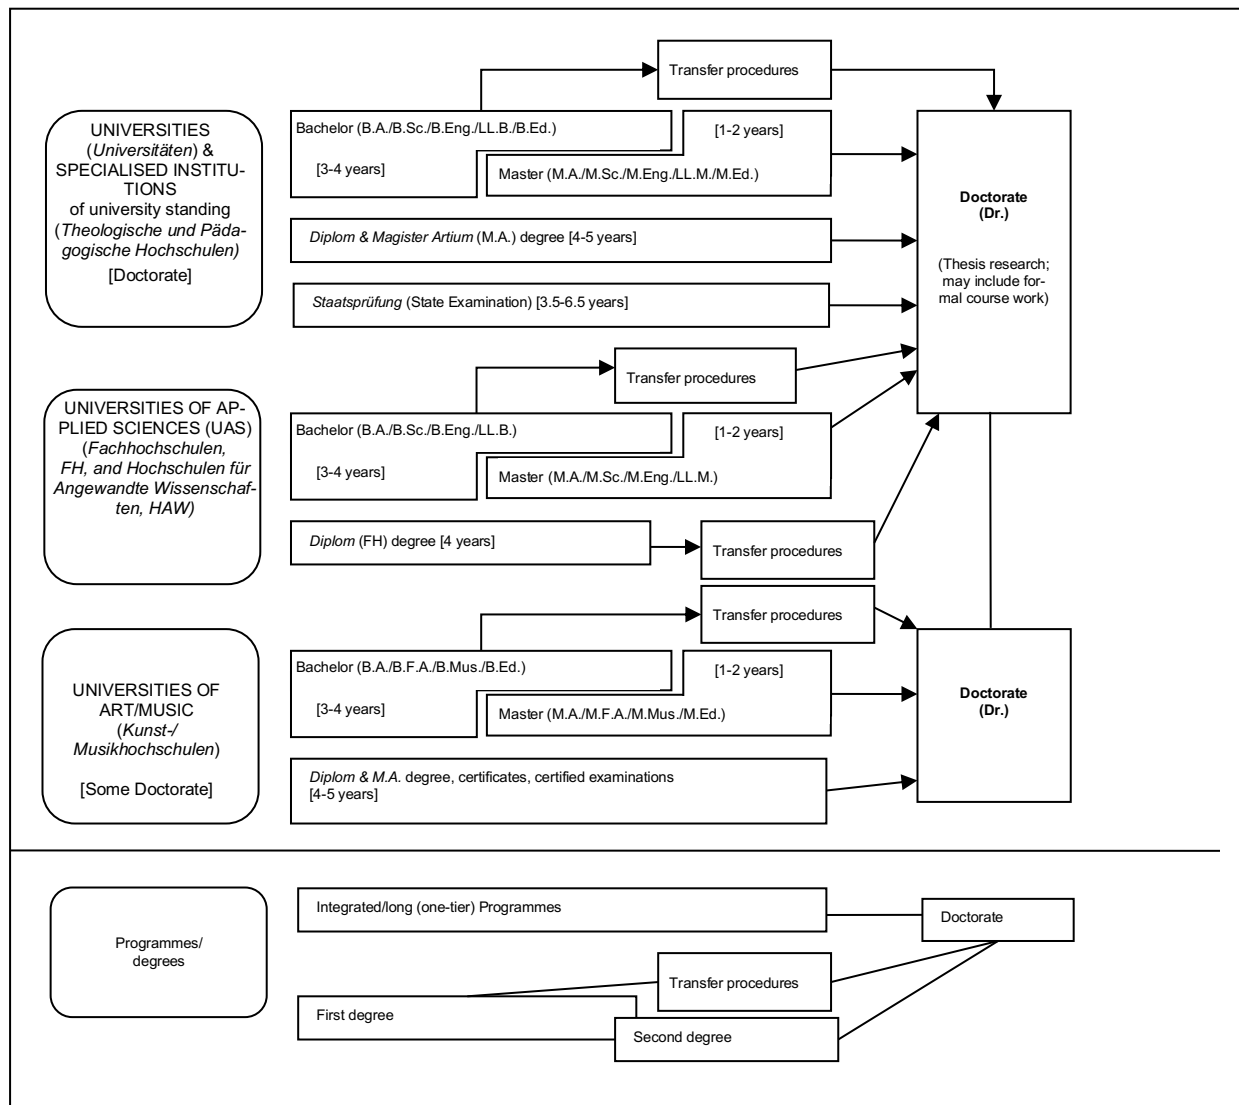 Transfer procedures
UNIVERSITIES
(Universitäten) &
SPECIALISED INSTITU-
TIONS
of university standing
(Theologische und Päda-
gogische Hochschulen)
[Doctorate]
Bachelor (B.A./B.Sc./B.Eng./LL.B./B.Ed.)
[3-4 years]
[1-2 years]
Master (M.A./M.Sc./M.Eng./LL.M./M.Ed.)
Diplom & Magister Artium (M.A.) degree [4-5 years]
Staatsprüfung (State Examination) [3.5-6.5 years]
Doctorate
(Dr.)
(Thesis research;
may include for-
mal course work)
Transfer procedures
UNIVERSITIES OF AP-
PLIED SCIENCES (UAS)
(Fachhochschulen,
FH, and Hochschulen für
Angewandte Wissenschaf-
ten, HAW)
Bachelor (B.A./B.Sc./B.Eng./LL.B.)
[3-4 years]
[1-2 years]
Master (M.A./M.Sc./M.Eng./LL.M.)
Diplom (FH) degree [4 years]
Transfer procedures
Transfer procedures
UNIVERSITIES OF
ART/MUSIC
(Kunst-/
Musikhochschulen)
[Some Doctorate]
Bachelor (B.A./B.F.A./B.Mus./B.Ed.)
[3-4 years]
[1-2 years]
Master (M.A./M.F.A./M.Mus./M.Ed.)
Diplom & M.A. degree, certificates, certified examinations
[4-5 years]
Doctorate
(Dr.)
Programmes/
degrees
Integrated/long (one-tier) Programmes
Doctorate
Transfer procedures
First degree
Second degree